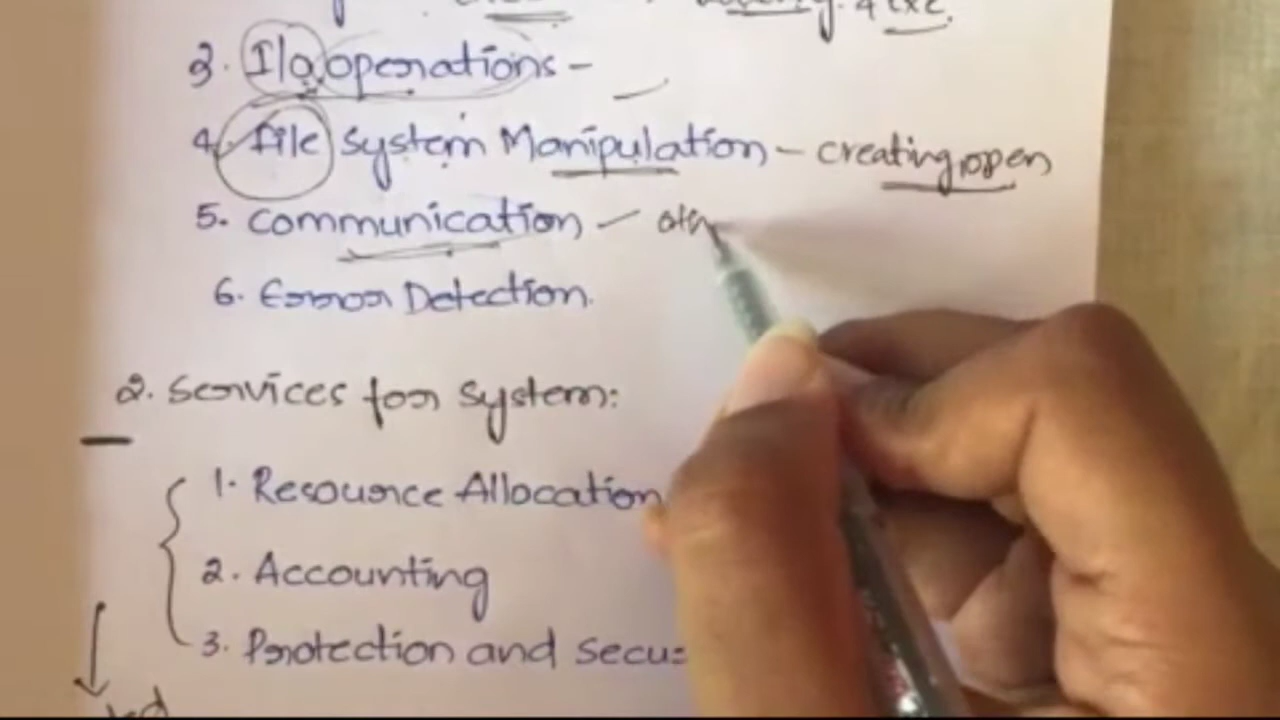 3. I/o operations -
4. file System Manipulation - creating, open
5. Communication - oth
6. Error Detection.
2. Services for System:
1. Resource Allocation
2. Accounting
3. Protection and Secu